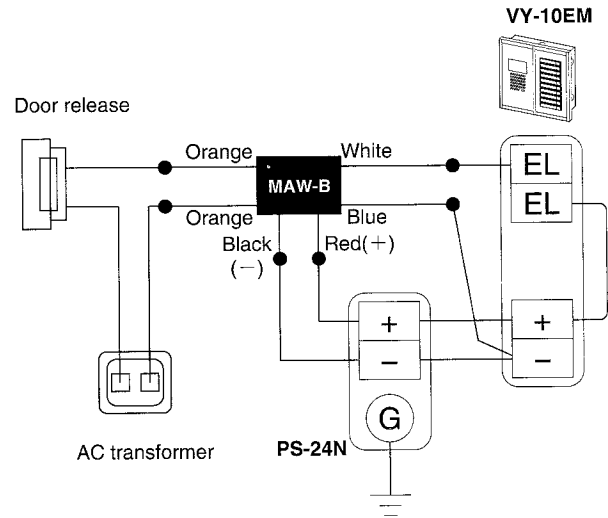 VY-10EM
Door release
Orange
White
EL
MAW-B
EL
Orange
Blue
Black
(−)
Red(+)
+
+
−
−
G
AC transformer
PS-24N